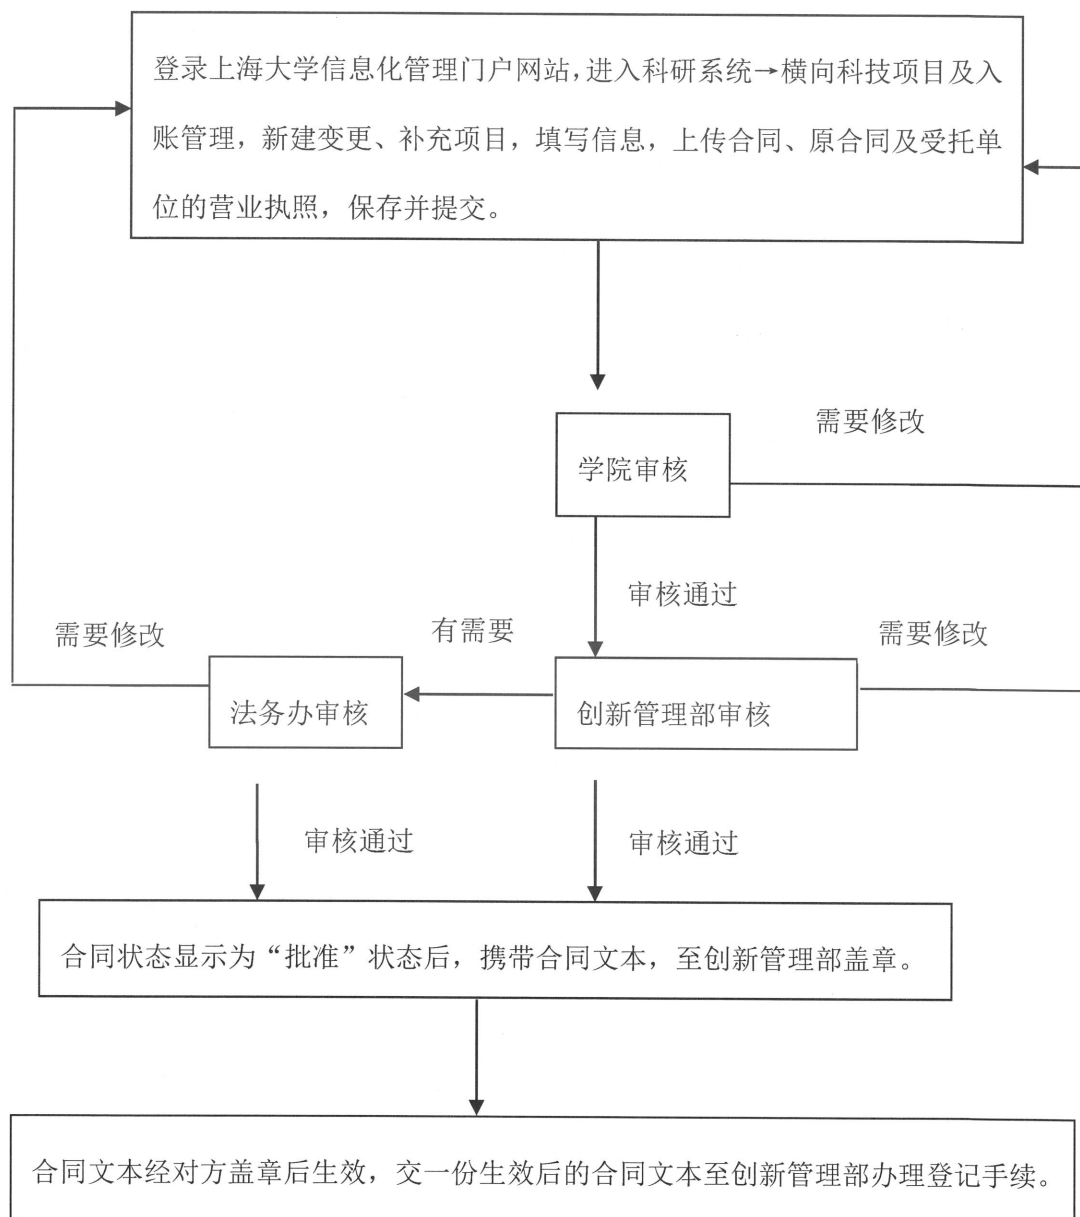 登录上海大学信息化管理门户网站,进入科研系统→横向科技项目及入
账管理，新建变更、补充项目，填写信息，上传合同、原合同及受托单
位的营业执照，保存并提交。
需要修改
学院审核
审核通过
需要修改
有需要
需要修改
法务办审核
创新管理部审核
审核通过
审核通过
合同状态显示为“批准”状态后，携带合同文本，至创新管理部盖章。
合同文本经对方盖章后生效，交一份生效后的合同文本至创新管理部办理登记手续。